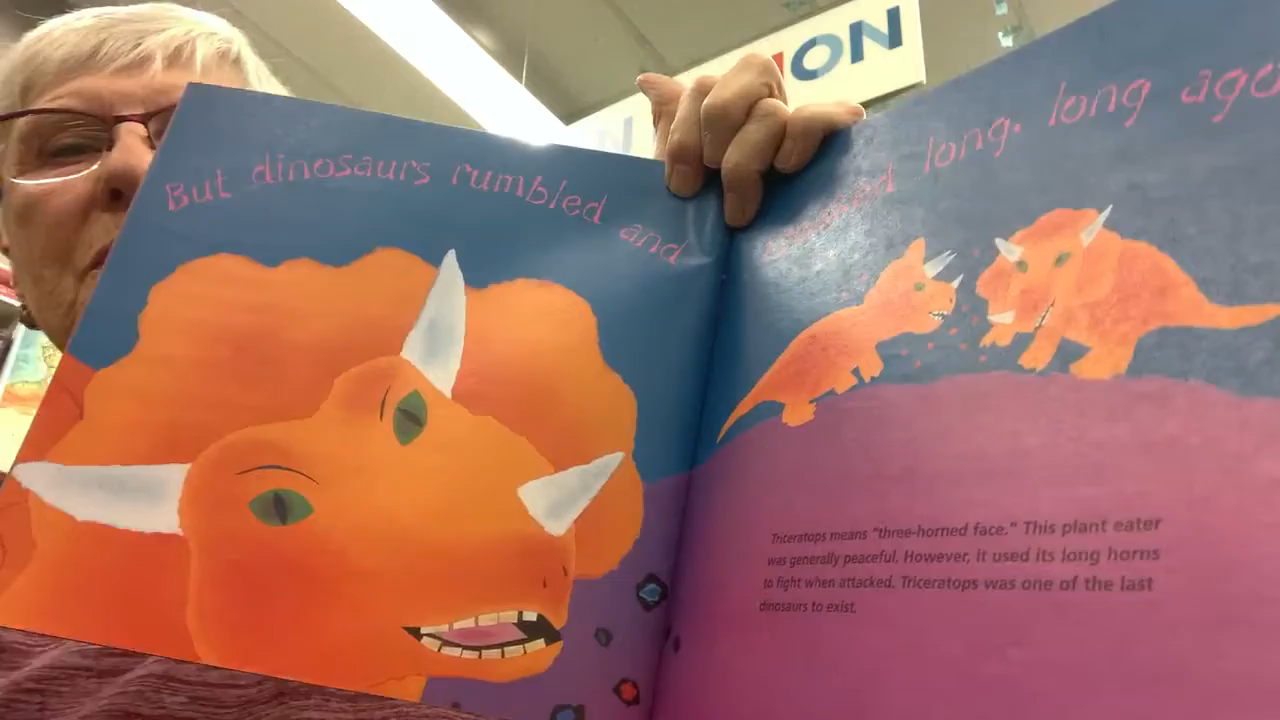 ON
But dinosaurs rumbled and
long, long ago
Triceratops means "three-horned face." This plant eater
was generally peaceful. However, it used its long horns
to fight when attacked. Triceratops was one of the last
dinosaurs to exist.